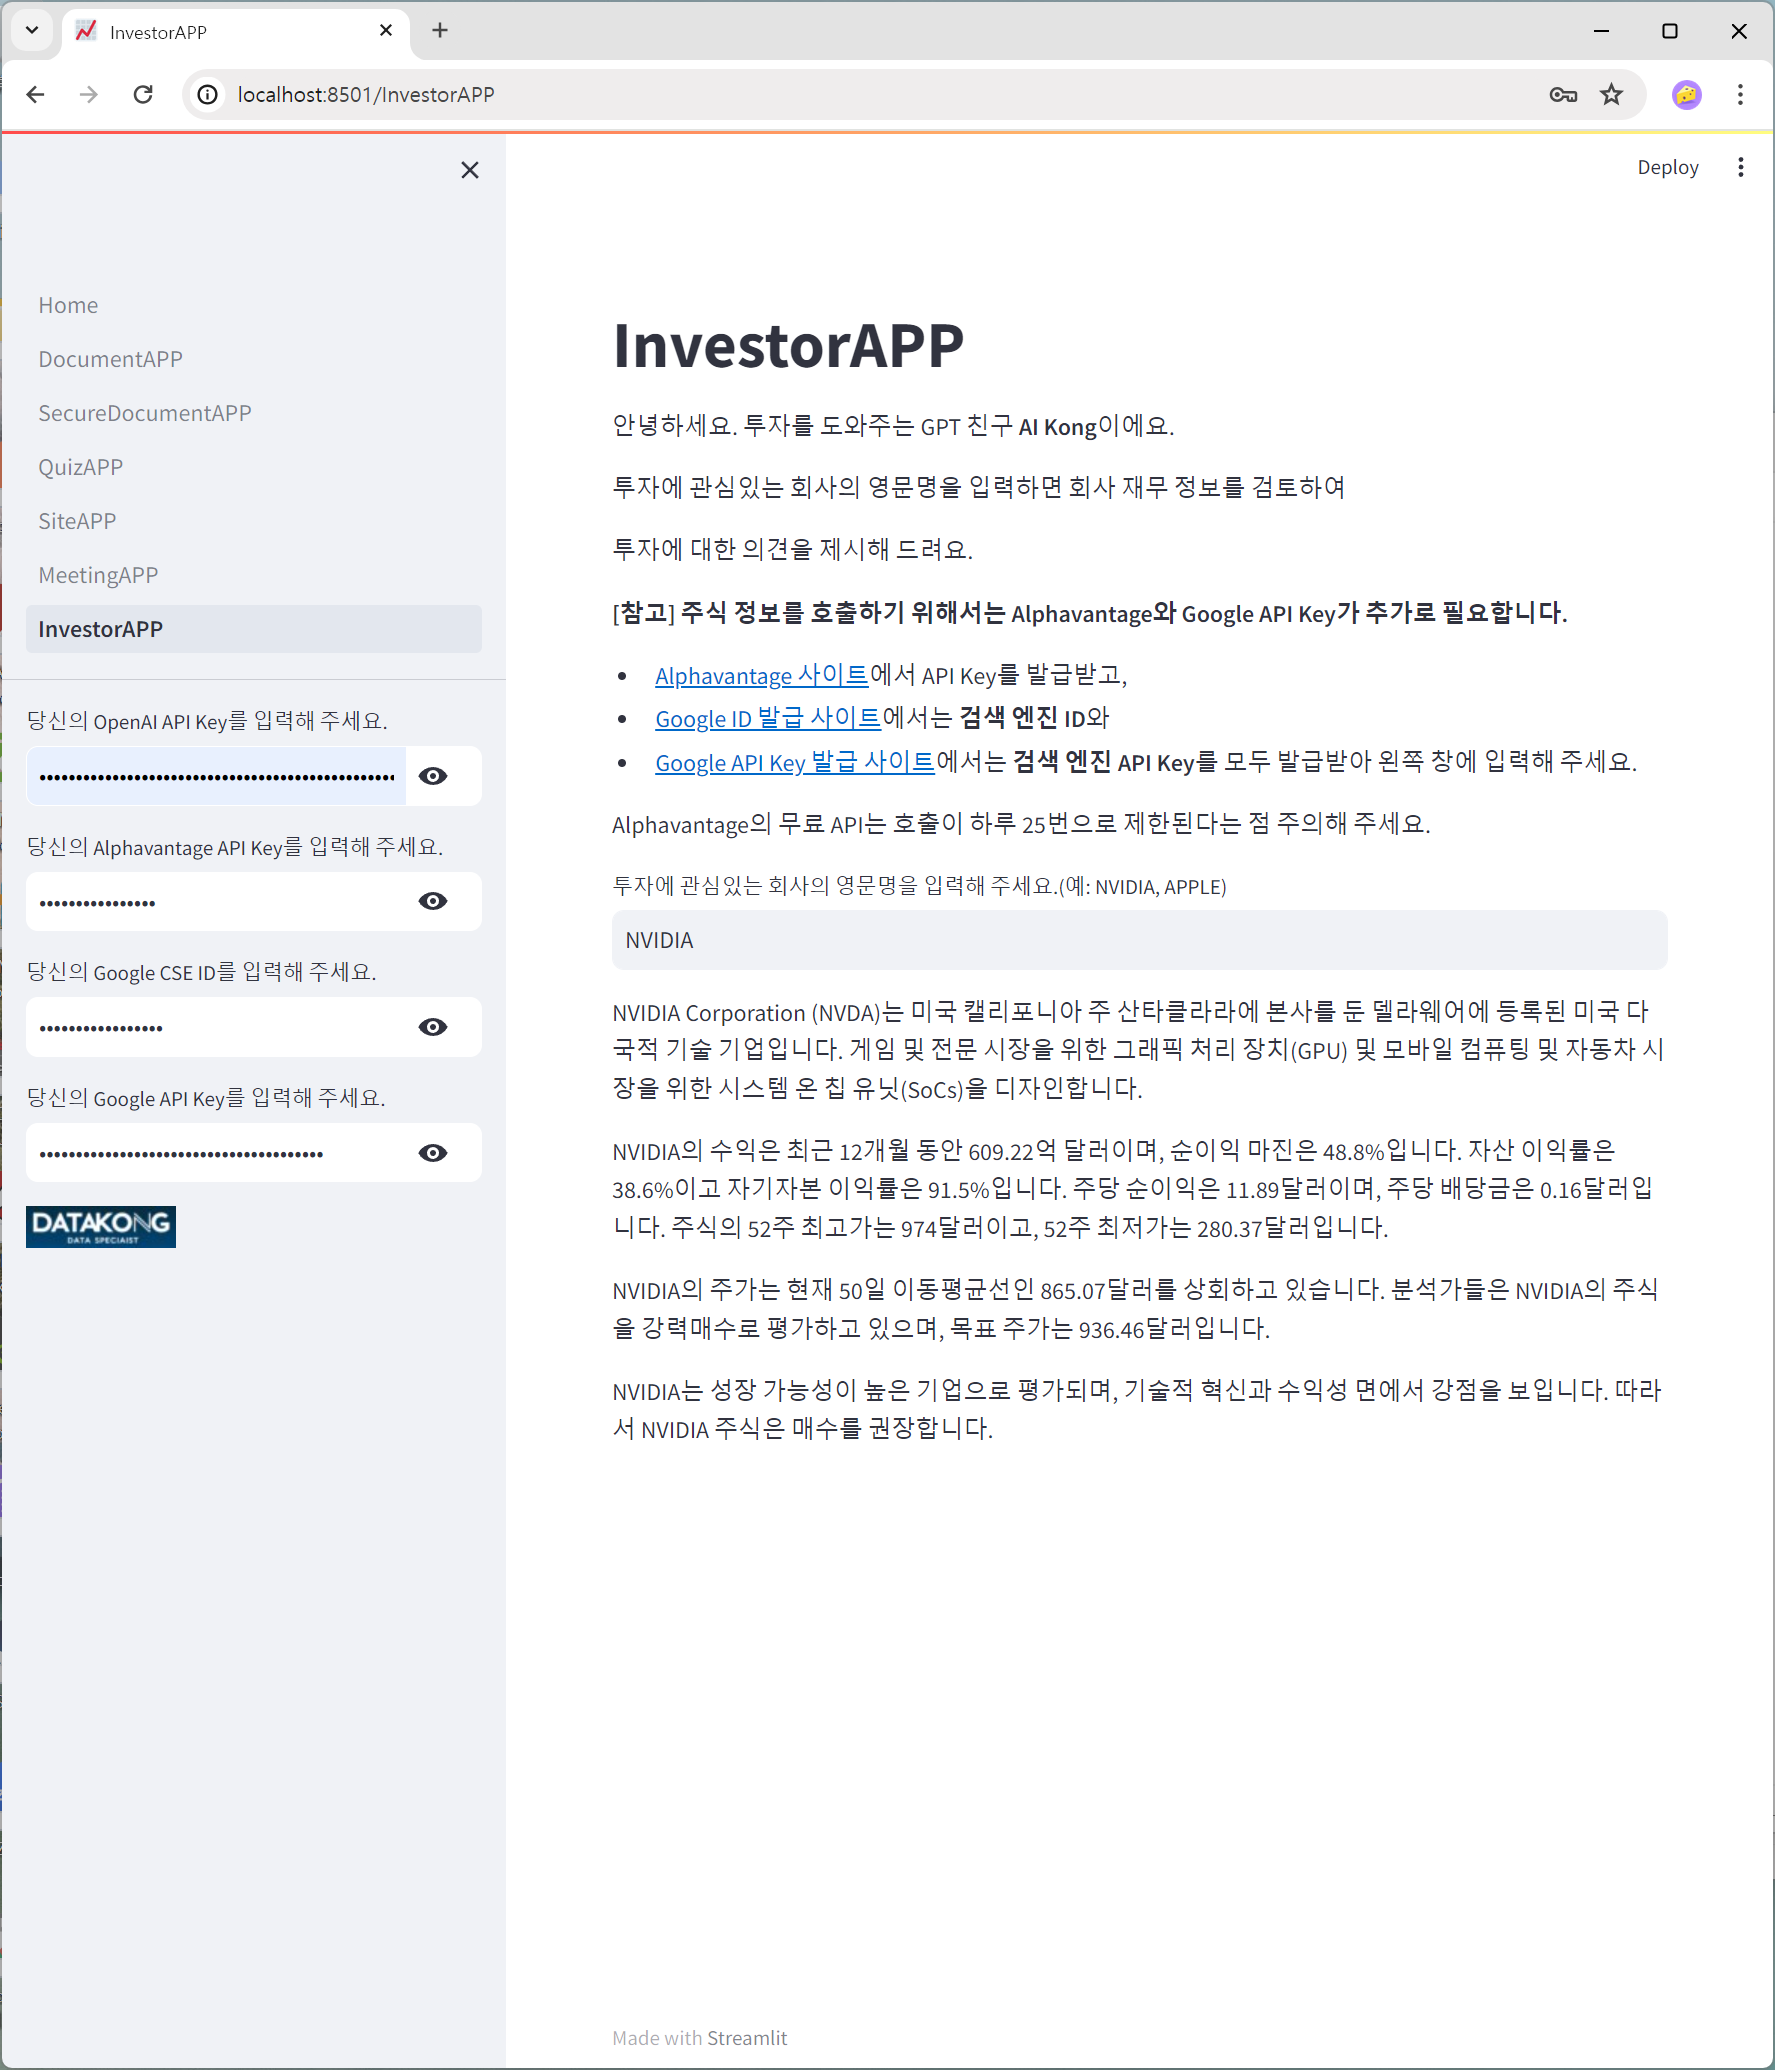 InvestorAPP
localhost:8501/InvestorAPP
Deploy
Home
DocumentAPP
SecureDocumentAPP
QuizAPP
SiteAPP
MeetingAPP
InvestorAPP
당신의 OpenAI API Key를 입력해 주세요.
당신의 Alphavantage API Key를 입력해 주세요.
당신의 Google CSE ID를 입력해 주세요.
당신의 Google API Key를 입력해 주세요.
DATAKONG
DATA SPECIAIST
InvestorAPP
안녕하세요. 투자를 도와주는 GPT 친구 AI Kong이에요.
투자에 관심있는 회사의 영문명을 입력하면 회사 재무 정보를 검토하여
투자에 대한 의견을 제시해 드려요.
[참고] 주식 정보를 호출하기 위해서는 Alphavantage와 Google API Key가 추가로 필요합니다.
• Alphavantage 사이트에서 API Key를 발급받고,
• Google ID 발급 사이트에서는 검색 엔진 ID와
• Google API Key 발급 사이트에서는 검색 엔진 API Key를 모두 발급받아 왼쪽 창에 입력해 주세요.
Alphavantage의 무료 API는 호출이 하루 25번으로 제한된다는 점 주의해 주세요.
투자에 관심있는 회사의 영문명을 입력해 주세요.(예: NVIDIA, APPLE)
NVIDIA
NVIDIA Corporation (NVDA)는 미국 캘리포니아 주 산타클라라에 본사를 둔 델라웨어에 등록된 미국 다
국적 기술 기업입니다. 게임 및 전문 시장을 위한 그래픽 처리 장치(GPU) 및 모바일 컴퓨팅 및 자동차 시
장을 위한 시스템 온 칩 유닛(SoCs)을 디자인합니다.
NVIDIA의 수익은 최근 12개월 동안 609.22억 달러이며, 순이익 마진은 48.8%입니다. 자산 이익률은
38.6%이고 자기자본 이익률은 91.5%입니다. 주당 순이익은 11.89달러이며, 주당 배당금은 0.16달러입
니다. 주식의 52주 최고가는 974달러이고, 52주 최저가는 280.37달러입니다.
NVIDIA의 주가는 현재 50일 이동평균선인 865.07달러를 상회하고 있습니다. 분석가들은 NVIDIA의 주식
을 강력매수로 평가하고 있으며, 목표 주가는 936.46달러입니다.
NVIDIA는 성장 가능성이 높은 기업으로 평가되며, 기술적 혁신과 수익성 면에서 강점을 보입니다. 따라
서 NVIDIA 주식은 매수를 권장합니다.
Made with Streamlit